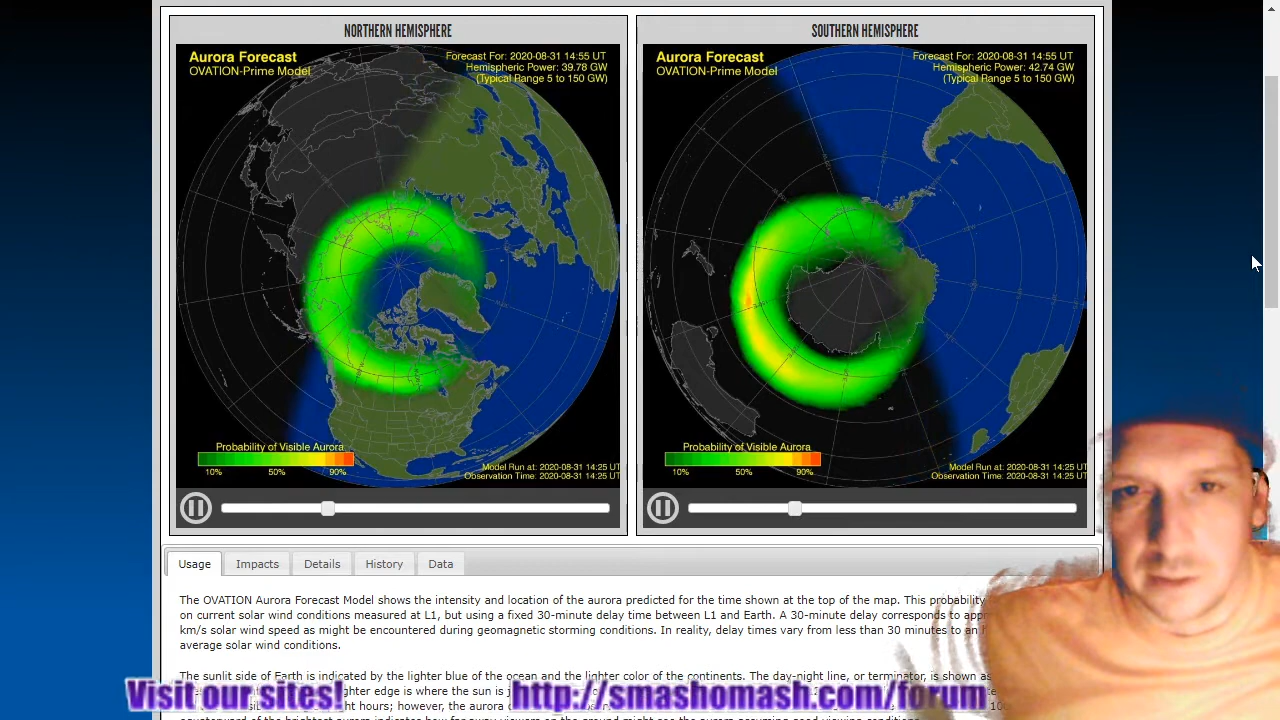 NORTHERN HEMISPHERE
Aurora Forecast
OVATION-Prime Model
Forecast For: 2020-08-31 14:55 UT
Hemispheric Power: 39.78 GW
(Typical Range 5 to 150 GW)
Probability of Visible Aurora
10% 50% 90%
Model Run at: 2020-08-31 14:25 UT
Observation Time: 2020-08-31 14:25 UT
SOUTHERN HEMISPHERE
Aurora Forecast
OVATION-Prime Model
Forecast For: 2020-08-31 14:55 UT
Hemispheric Power: 42.74 GW
(Typical Range 5 to 150 GW)
Probability of Visible Aurora
10% 50% 90%
Model Run at: 2020-08-31 14:25 UT
Observation Time: 2020-08-31 14:25 UT
Usage Impacts Details History Data
The OVATION Aurora Forecast Model shows the intensity and location of the aurora predicted for the time shown at the top of the map. This probability
on current solar wind conditions measured at L1, but using a fixed 30-minute delay time between L1 and Earth. A 30-minute delay corresponds to
km/s solar wind speed as might be encountered during geomagnetic storming conditions. In reality, delay times vary from less than 30 minutes to an
average solar wind conditions.
The sunlit side of Earth is indicated by the lighter blue of the ocean and the lighter color of the continents. The day-night line, or terminator, is shown as
Visit our sites! http://smashomash.com/forum